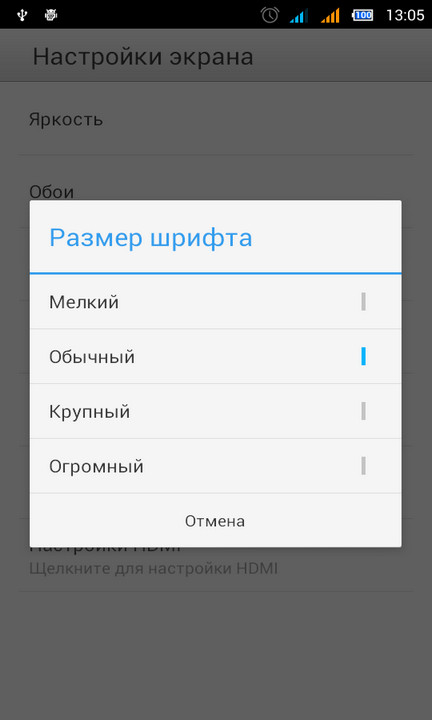 100 13:05
Настройки экрана
Яркость
Обои
Размер шрифта
Мелкий
Обычный
Крупный
Огромный
Отмена
Настройки HDMI
Щелкните для настройки HDMI